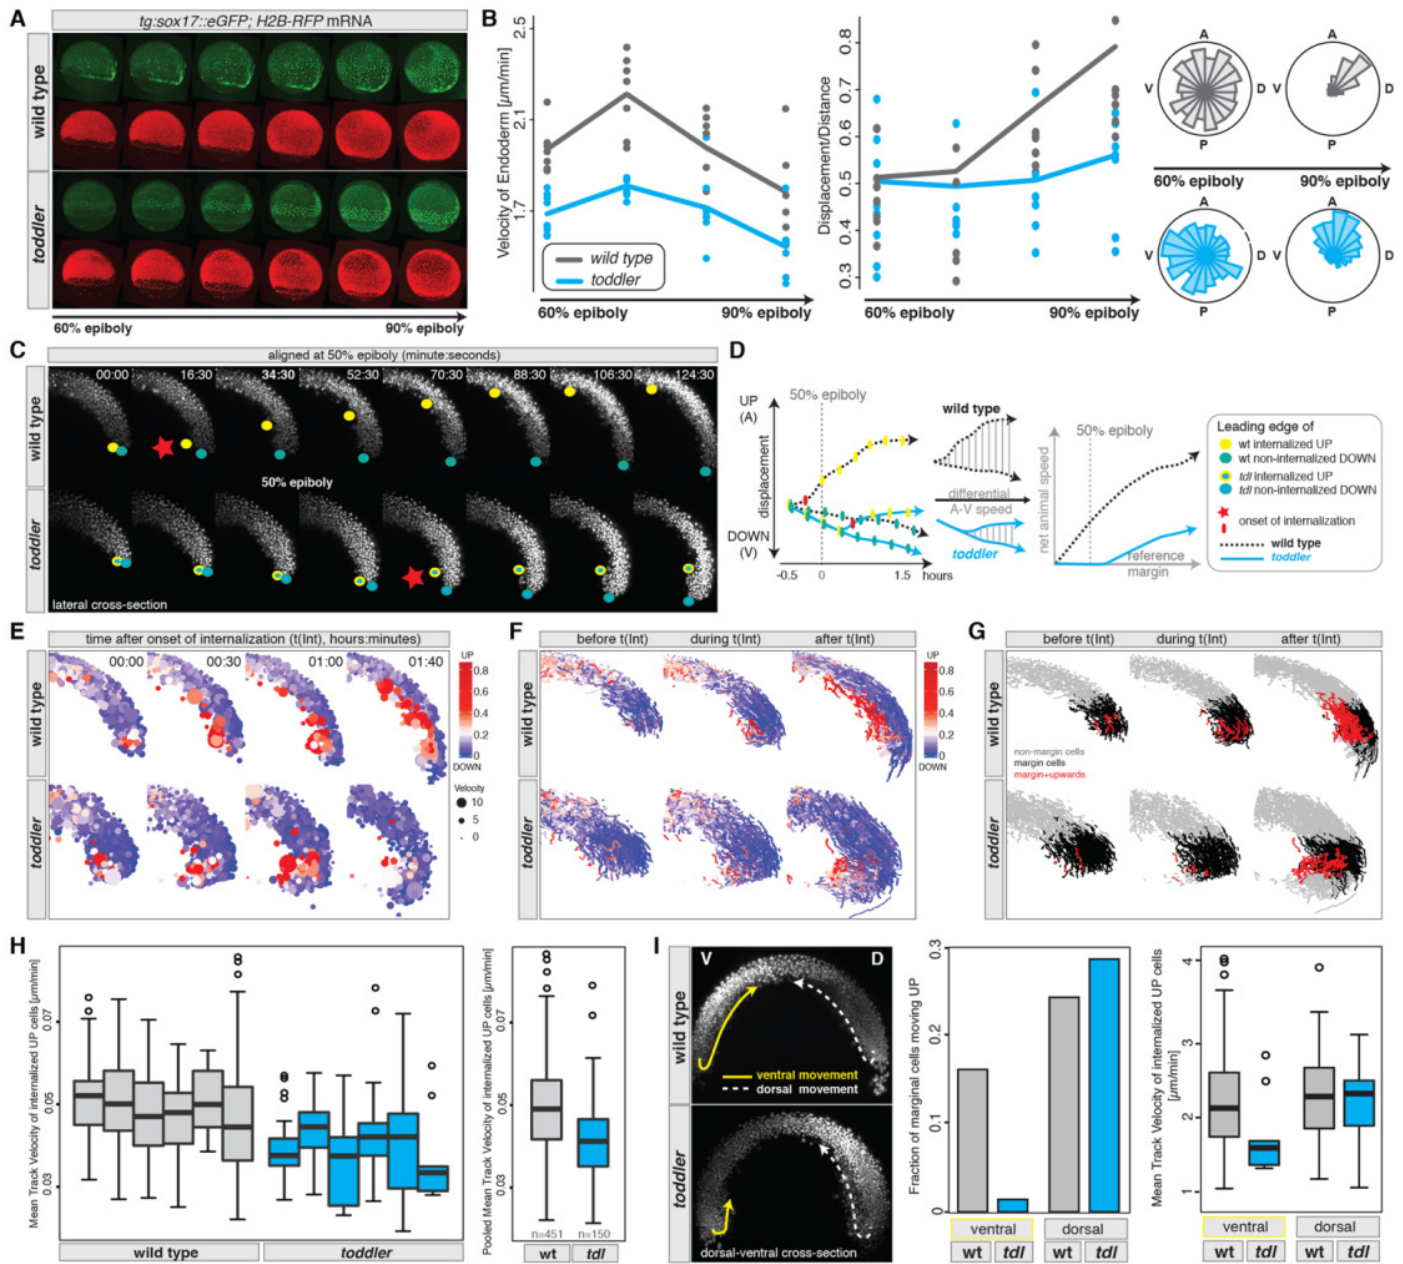 A
tg:sox17::eGFP; H2B-RFP mRNA
wild type
toddler
60% epiboly
90% epiboly
B
Velocity of Endoderm [µm/min]
2.5
2.1
1.7
wild type
toddler
60% epiboly
90% epiboly
Displacement/Distance
0.8
0.7
0.6
0.5
0.4
0.3
60% epiboly
90% epiboly
A
A
V
D
V
D
P
P
60% epiboly
90% epiboly
A
A
V
D
V
D
P
P
C
aligned at 50% epiboly (minute:seconds)
wild type
00:00
16:30
34:30
52:30
70:30
88:30
106:30
124:30
50% epiboly
toddler
lateral cross-section
D
UP
(A)
displacement
DOWN
(V)
50% epiboly
-0.5
0
1.5
hours
wild type
differential
A-V speed
toddler
net animal speed
50% epiboly
reference
margin
Leading edge of
wt internalized UP
wt non-internalized DOWN
tdl internalized UP
tdl non-internalized DOWN
onset of internalization
wild type
toddler
E
time after onset of internalization (t(Int), hours:minutes)
wild type
toddler
00:00
00:30
01:00
01:40
UP
0.8
0.6
0.4
0.2
0
DOWN
Velocity
10
5
0
F
before t(Int)
during t(Int)
after t(Int)
wild type
toddler
UP
0.8
0.6
0.4
0.2
0
DOWN
G
before t(Int)
during t(Int)
after t(Int)
wild type
toddler
non-margin cells
margin cells
margin+upwards
H
Mean Track Velocity of internalized UP cells [µm/min]
0.07
0.05
0.03
wild type
toddler
Pooled Mean Track Velocity of internalized UP cells [µm/min]
0.07
0.05
0.03
n=451
n=150
wt
tdl
I
V
D
wild type
ventral movement
dorsal movement
toddler
dorsal-ventral cross-section
Fraction of marginal cells moving UP
0.3
0.2
0.1
0
ventral
dorsal
wt
tdl
wt
tdl
Mean Track Velocity of internalized UP cells
[µm/min]
4
3
2
1
ventral
dorsal
wt
tdl
wt
tdl